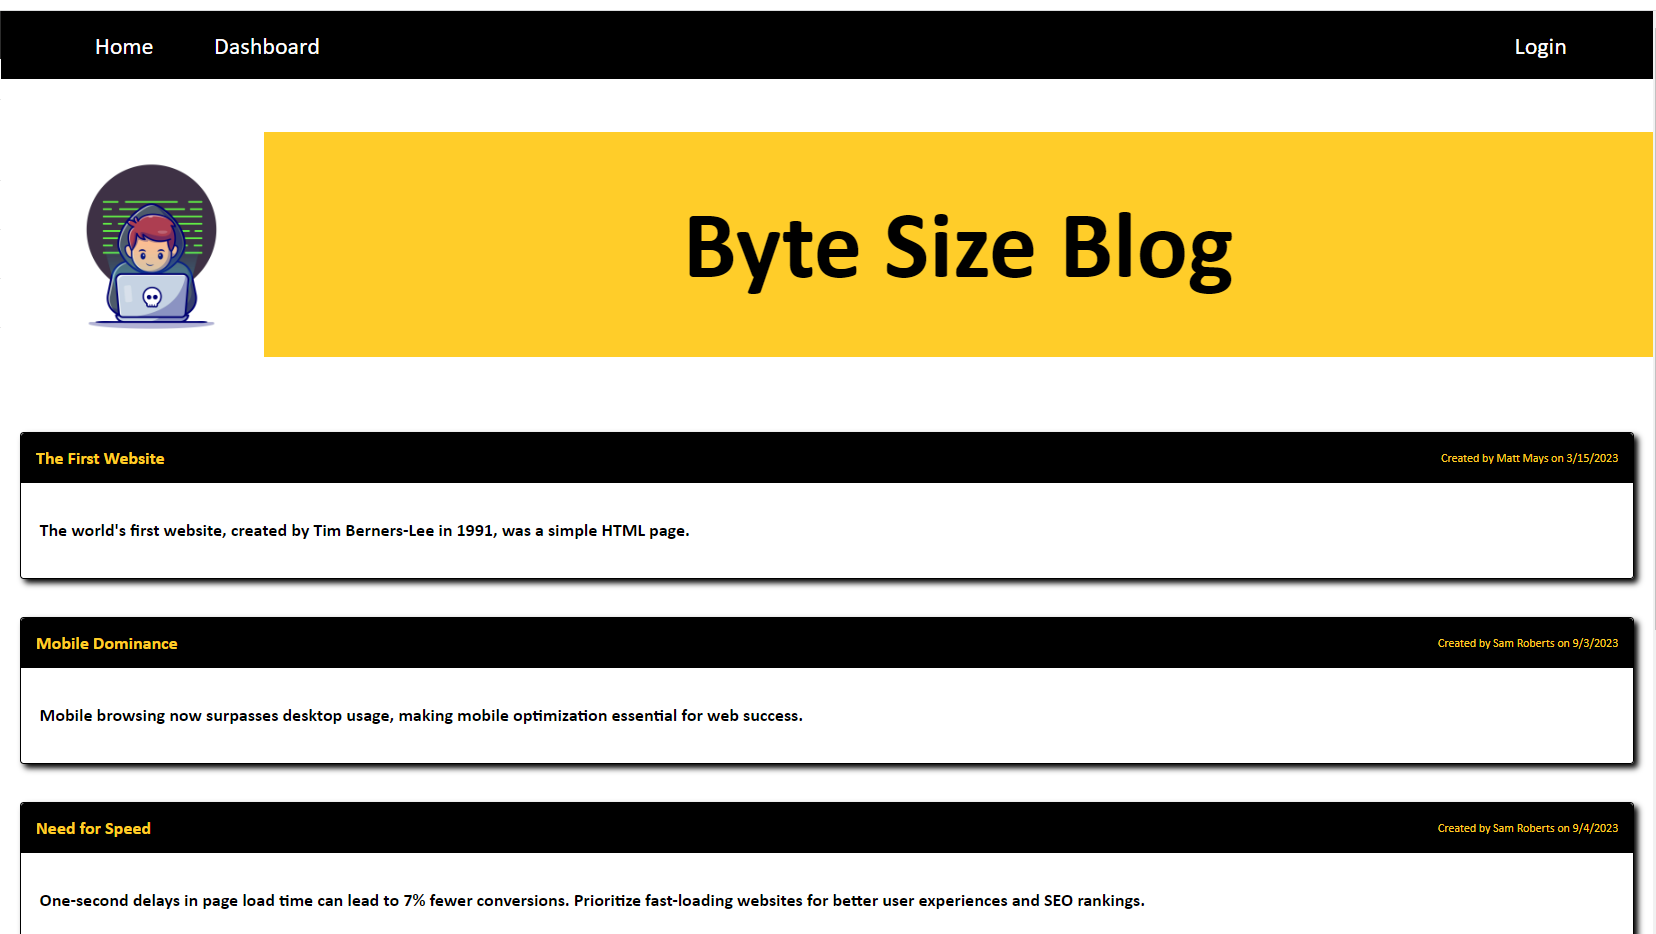 Home Dashboard Login
Byte Size Blog
The First Website Created by Matt Mays on 3/15/2023
The world's first website, created by Tim Berners-Lee in 1991, was a simple HTML page.
Mobile Dominance Created by Sam Roberts on 9/3/2023
Mobile browsing now surpasses desktop usage, making mobile optimization essential for web success.
Need for Speed Created by Sam Roberts on 9/4/2023
One-second delays in page load time can lead to 7% fewer conversions. Prioritize fast-loading websites for better user experiences and SEO rankings.